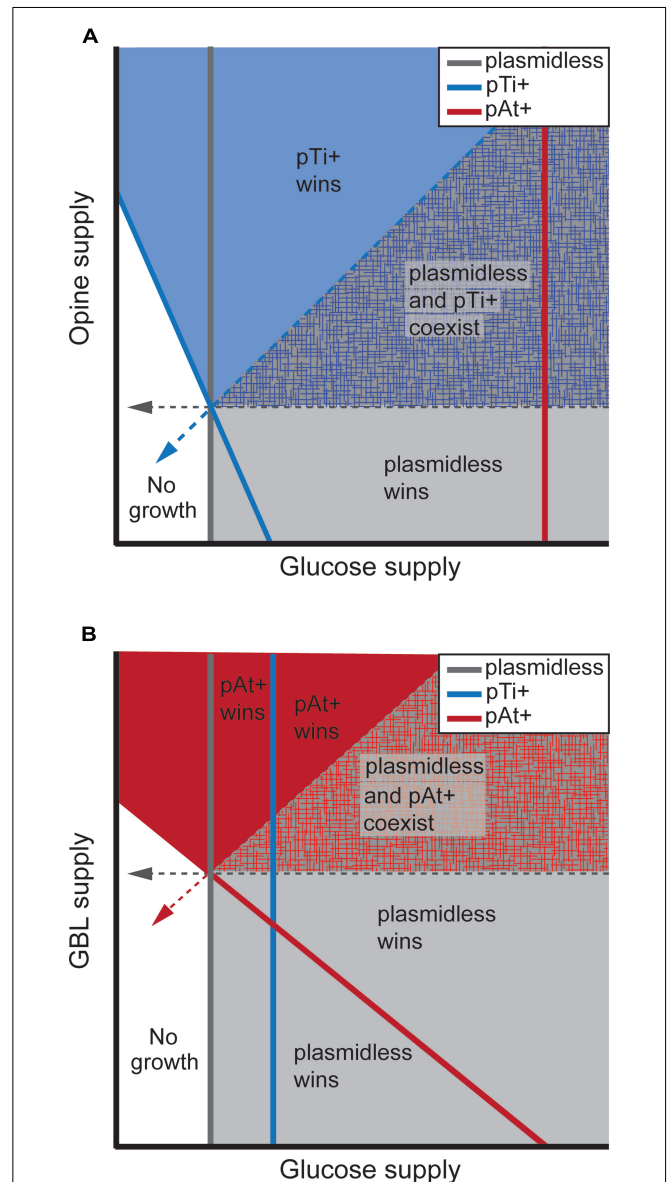 A
plasmidless
pTi+
pAt+
pTi+
wins
Opine supply
plasmidless
and pTi+
coexist
plasmidless
wins
No
growth
Glucose supply
B
plasmidless
pTi+
pAt+
pAt+
wins
pAt+
wins
plasmidless
and pAt+
coexist
GBL supply
plasmidless
wins
No
growth
plasmidless
wins
Glucose supply